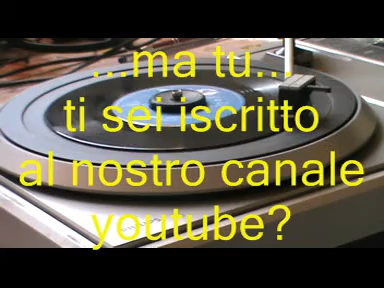 ...ma tu...
ti sei iscritto
al nostro canale
youtube?